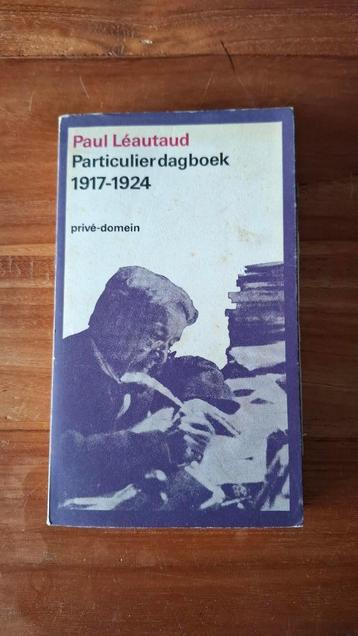 Paul Léautaud
Particulier dagboek
1917-1924
privé-domein